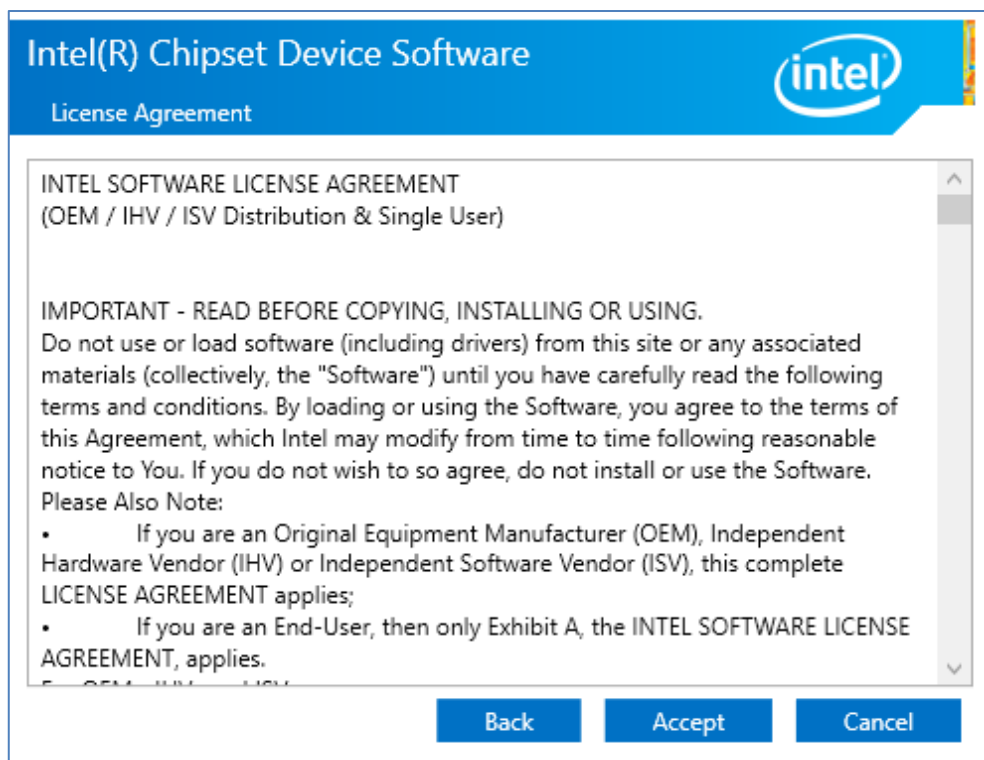 Intel(R) Chipset Device Software
intel
License Agreement
INTEL SOFTWARE LICENSE AGREEMENT
(OEM / IHV / ISV Distribution & Single User)
IMPORTANT - READ BEFORE COPYING, INSTALLING OR USING.
Do not use or load software (including drivers) from this site or any associated
materials (collectively, the "Software") until you have carefully read the following
terms and conditions. By loading or using the Software, you agree to the terms of
this Agreement, which Intel may modify from time to time following reasonable
notice to You. If you do not wish to so agree, do not install or use the Software.
Please Also Note:
• If you are an Original Equipment Manufacturer (OEM), Independent
Hardware Vendor (IHV) or Independent Software Vendor (ISV), this complete
LICENSE AGREEMENT applies;
• If you are an End-User, then only Exhibit A, the INTEL SOFTWARE LICENSE
AGREEMENT, applies.
Back Accept Cancel